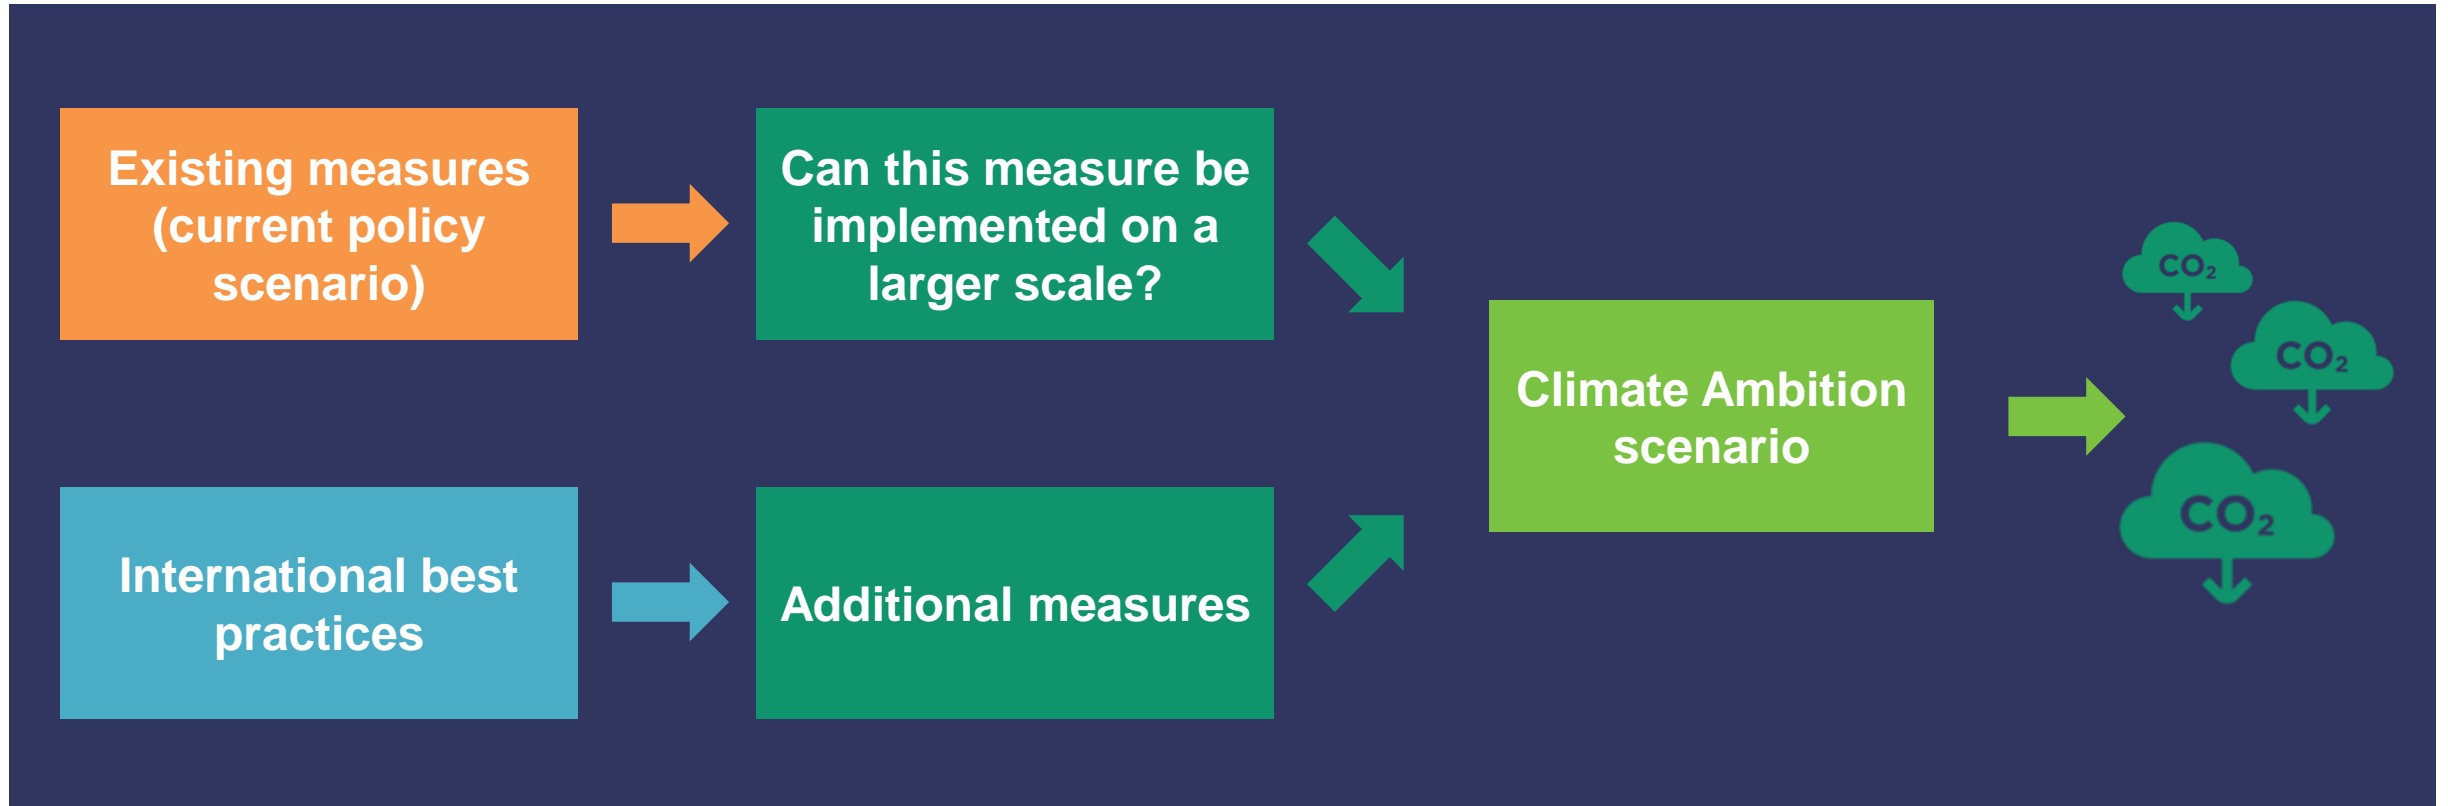 Existing measures
(current policy
scenario)
Can this measure be
implemented on a
larger scale?
International best
practices
Additional measures
Climate Ambition
scenario
CO₂
CO₂
CO₂